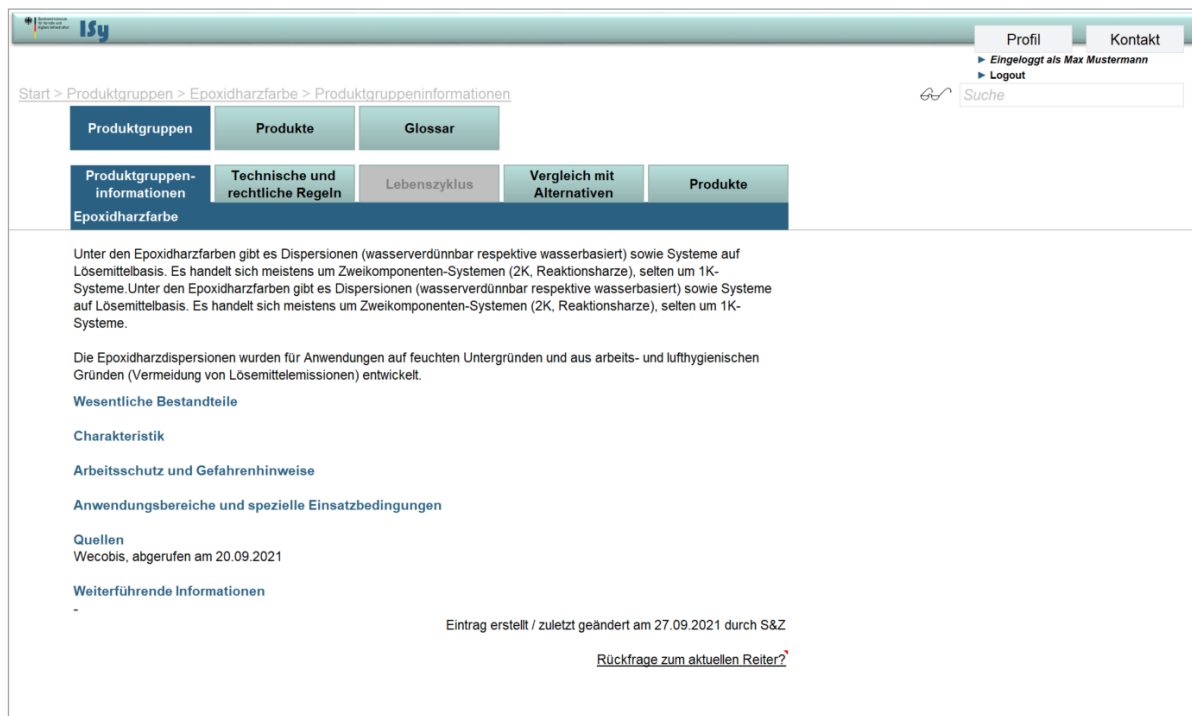 Bundesministerium
für Verkehr und
digitale Infrastruktur
ISy
Profil
Kontakt
Eingeloggt als Max Mustermann
Logout
Start > Produktgruppen > Epoxidharzfarbe > Produktgruppeninformationen
Suche
Produktgruppen
Produkte
Glossar
Produktgruppen-
informationen
Technische und
rechtliche Regeln
Lebenszyklus
Vergleich mit
Alternativen
Produkte
Epoxidharzfarbe
Unter den Epoxidharzfarben gibt es Dispersionen (wasserverdünnbar respektive wasserbasiert) sowie Systeme auf
Lösemittelbasis. Es handelt sich meistens um Zweikomponenten-Systemen (2K, Reaktionsharze), selten um 1K-
Systeme.Unter den Epoxidharzfarben gibt es Dispersionen (wasserverdünnbar respektive wasserbasiert) sowie Systeme
auf Lösemittelbasis. Es handelt sich meistens um Zweikomponenten-Systemen (2K, Reaktionsharze), selten um 1K-
Systeme.
Die Epoxidharzdispersionen wurden für Anwendungen auf feuchten Untergründen und aus arbeits- und lufthygienischen
Gründen (Vermeidung von Lösemittelemissionen) entwickelt.
Wesentliche Bestandteile
Charakteristik
Arbeitsschutz und Gefahrenhinweise
Anwendungsbereiche und spezielle Einsatzbedingungen
Quellen
Wecobis, abgerufen am 20.09.2021
Weiterführende Informationen
-
Eintrag erstellt / zuletzt geändert am 27.09.2021 durch S&Z
Rückfrage zum aktuellen Reiter?